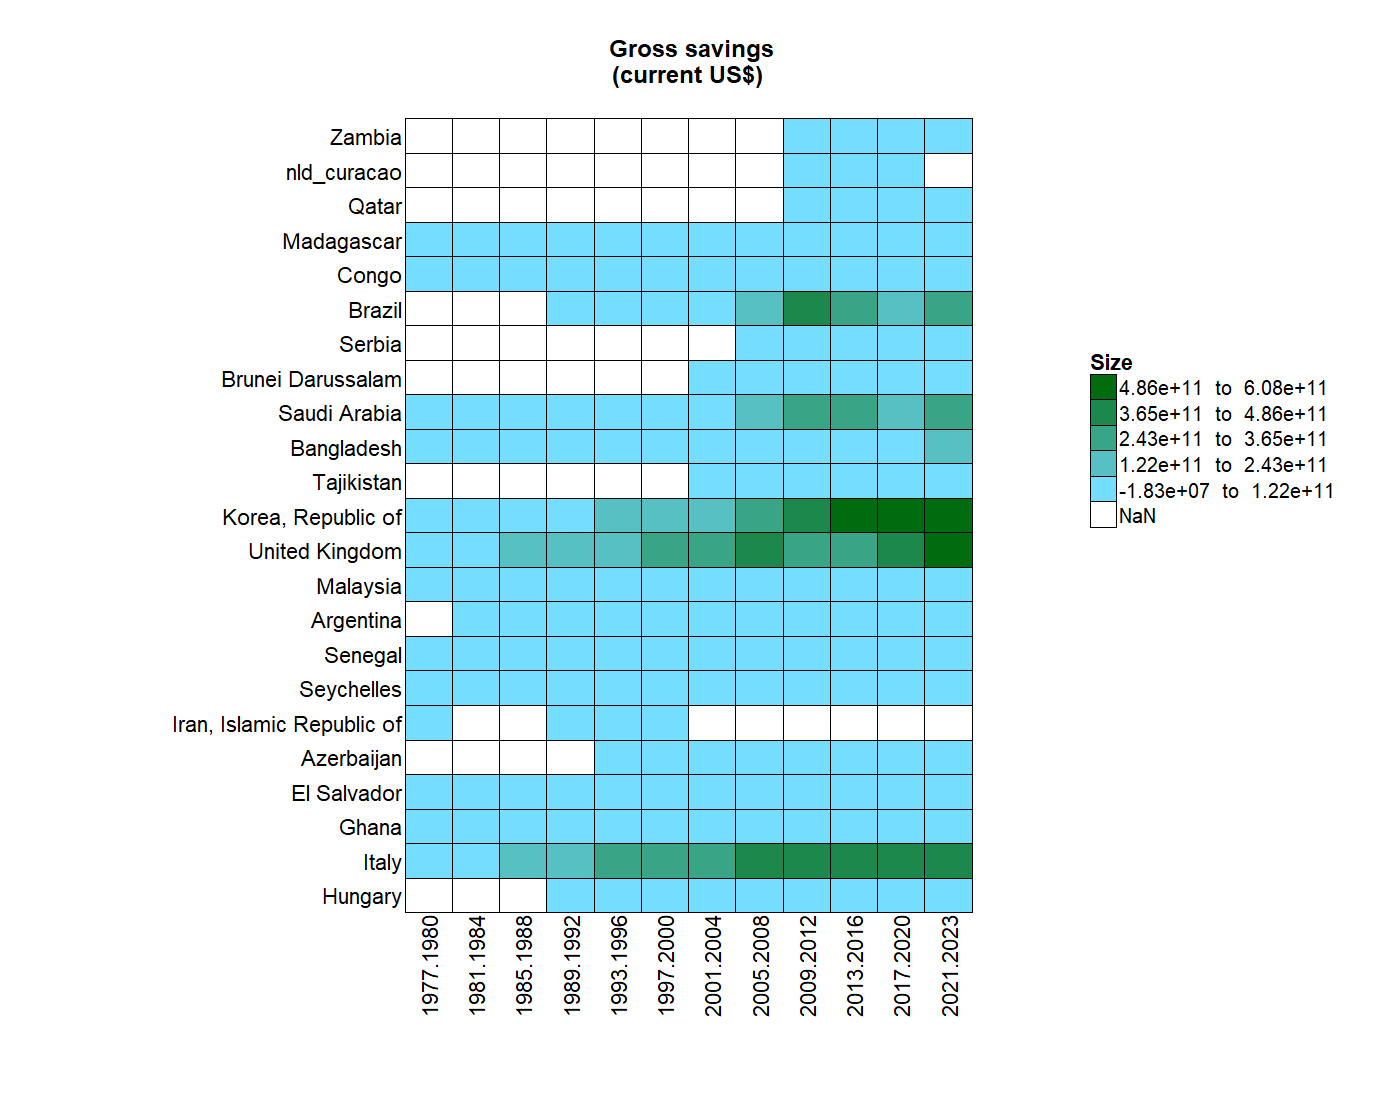 Gross savings
(current US$)
Zambia
nld_curacao
Qatar
Madagascar
Congo
Brazil
Serbia
Brunei Darussalam
Saudi Arabia
Bangladesh
Tajikistan
Korea, Republic of
United Kingdom
Malaysia
Argentina
Senegal
Seychelles
Iran, Islamic Republic of
Azerbaijan
El Salvador
Ghana
Italy
Hungary
1977.1980
1981.1984
1985.1988
1989.1992
1993.1996
1997.2000
2001.2004
2005.2008
2009.2012
2013.2016
2017.2020
2021.2023
Size
4.86e+11 to 6.08e+11
3.65e+11 to 4.86e+11
2.43e+11 to 3.65e+11
1.22e+11 to 2.43e+11
-1.83e+07 to 1.22e+11
NaN